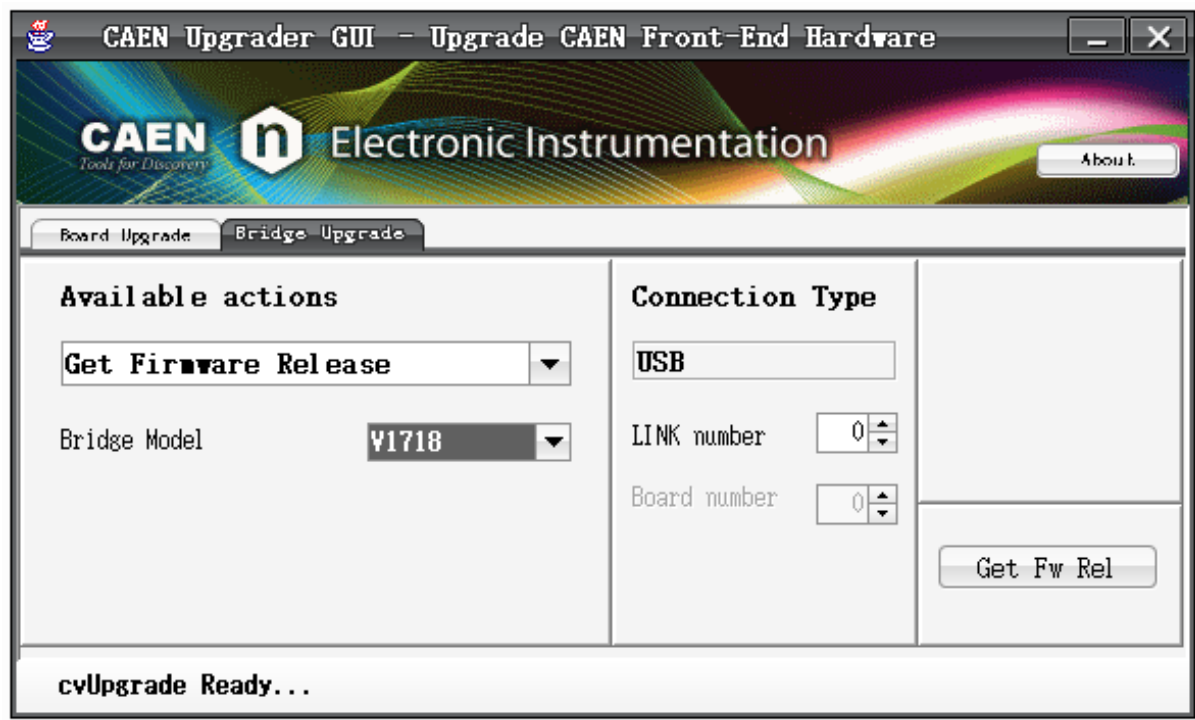 CAEN Upgrader GUI - Upgrade CAEN Front-End Hardware
CAEN n Electronic Instrumentation
Tools for Discovery
About
Board Upgrade Bridge Upgrade
Available actions
Get Firmware Release
Bridge Model V1718
Connection Type
USB
LINK number 0
Board number 0
Get Fw Rel
cvUpgrade Ready...